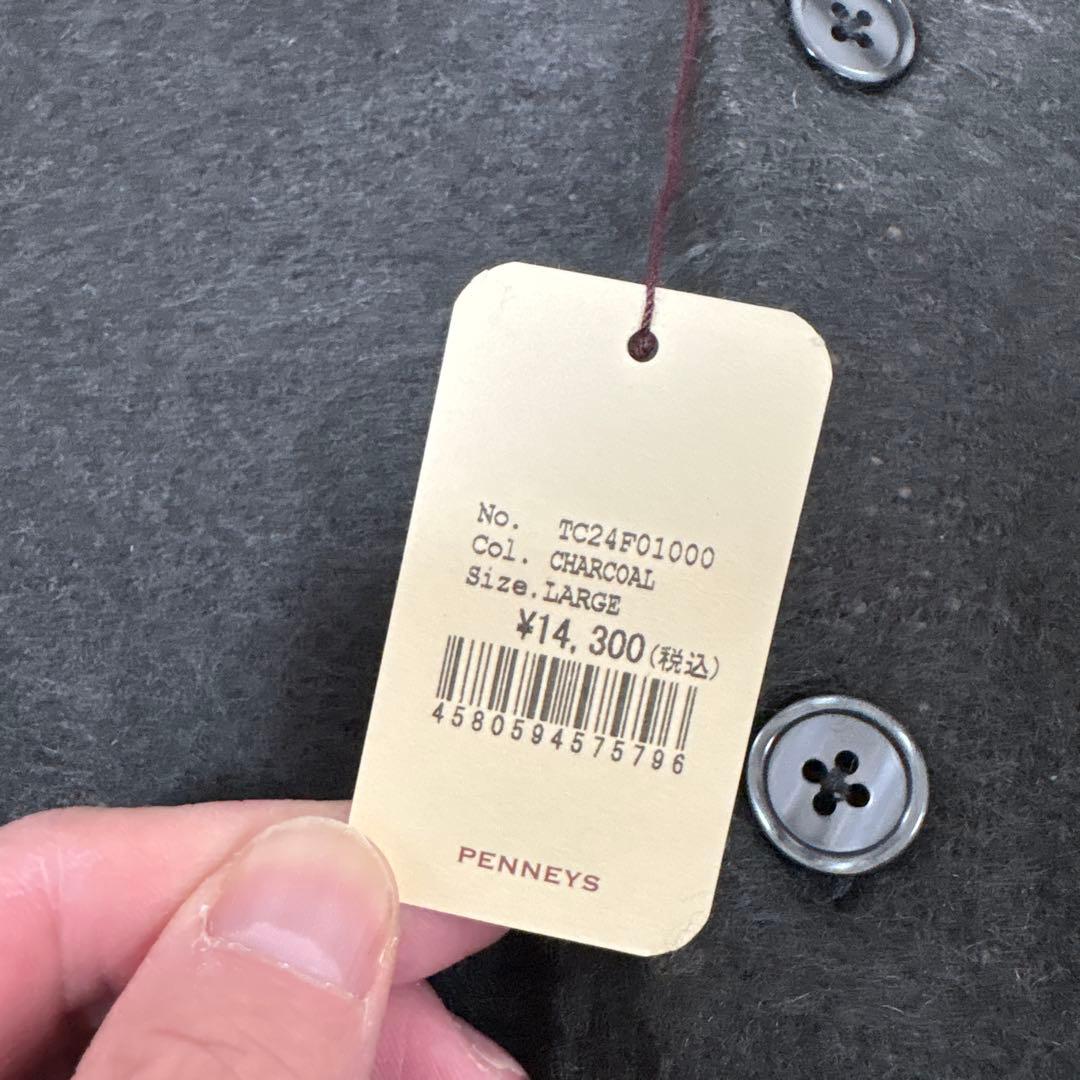 No. TC24F01000
Col. CHARCOAL
Size.LARGE
¥14,300(税込)
4580594575796
PENNEYS